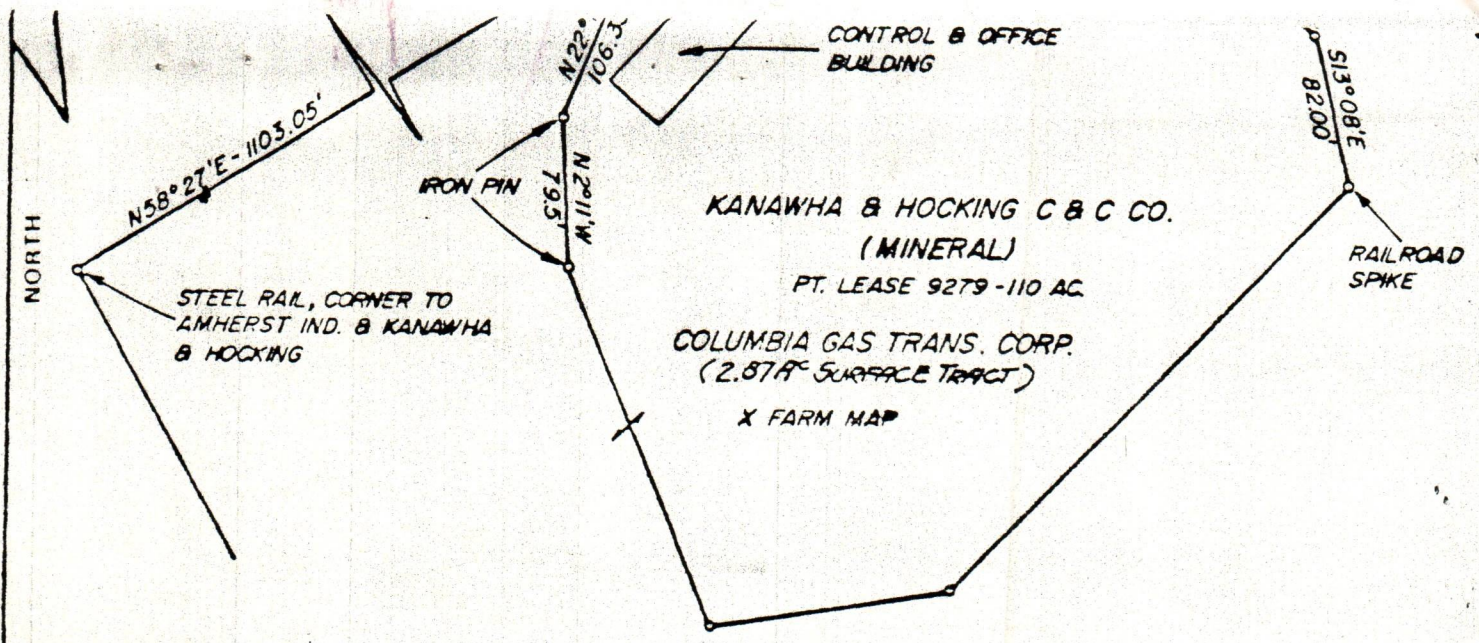 N22°
106.3
CONTROL & OFFICE
BUILDING
S13°08'E
82.00'
N58°27'E - 1103.05'
IRON PIN
N2°11'W
79.5'
KANAWHA & HOCKING C & C CO.
(MINERAL)
PT. LEASE 9279-110 AC.
RAILROAD
SPIKE
NORTH
STEEL RAIL, CORNER TO
AMHERST IND. & KANAWHA
& HOCKING
COLUMBIA GAS TRANS. CORP.
(2.87Ac SURFACE TRACT)
X FARM MAP